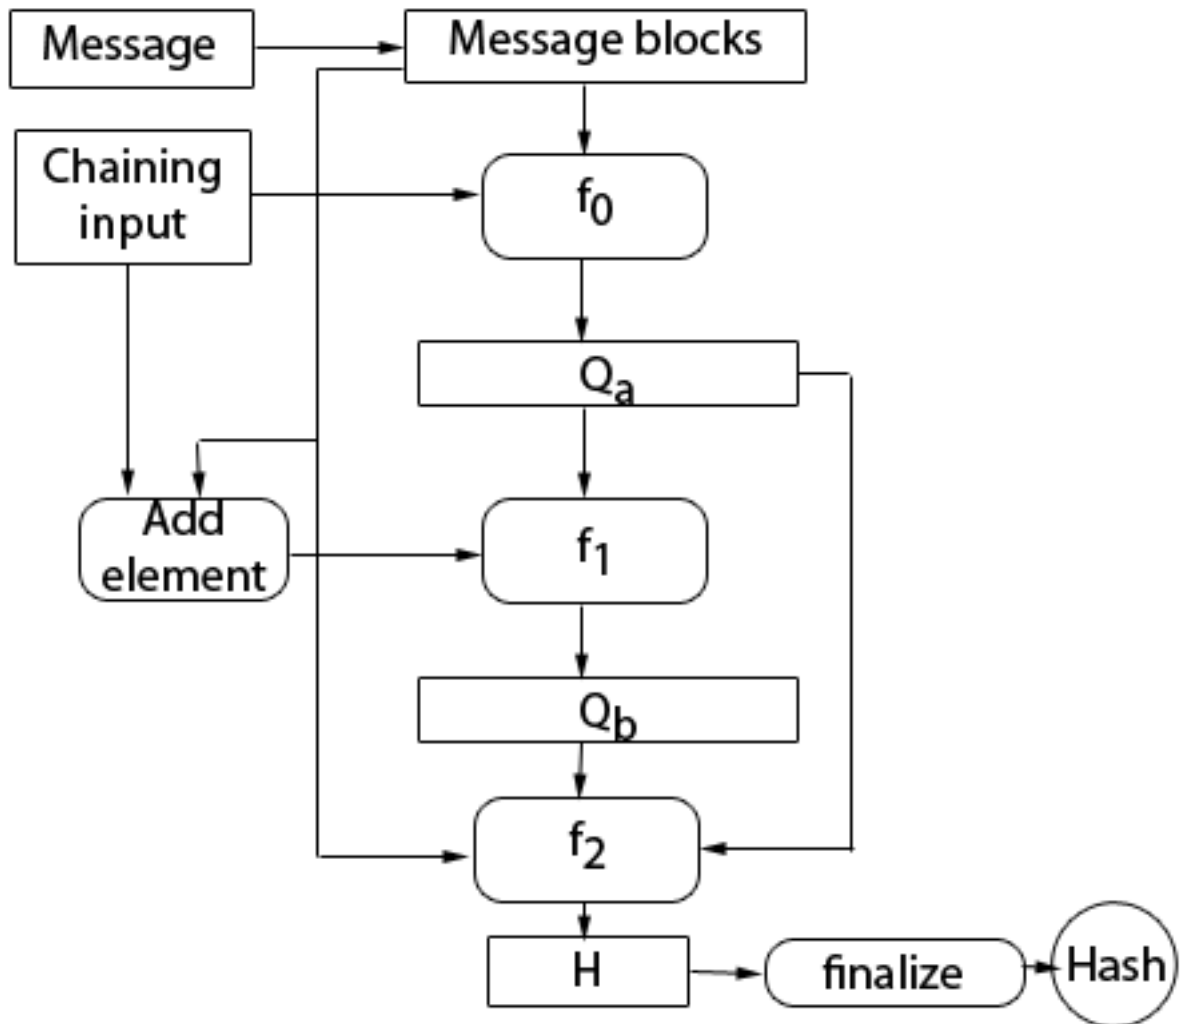 Message
Message blocks
Chaining
input
f0
Qa
Add
element
f1
Qb
f2
H
finalize
Hash